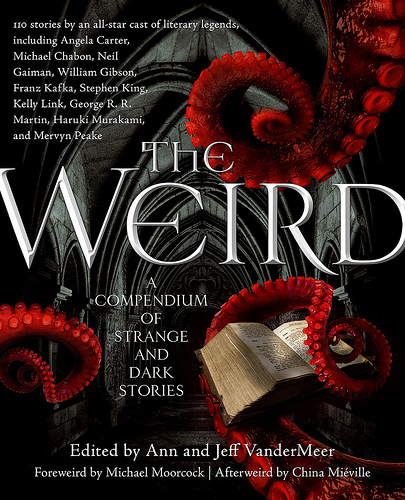 110 stories by an all-star cast of literary legends,
including Angela Carter,
Michael Chabon, Neil
Gaiman, William Gibson,
Franz Kafka, Stephen King,
Kelly Link, George R. R.
Martin, Haruki Murakami,
and Mervyn Peake
THE
WEIRD
A
COMPENDIUM
OF
STRANGE
AND
DARK
STORIES
Edited by Ann and Jeff VanderMeer
Foreweird by Michael Moorcock | Afterweird by China Miéville